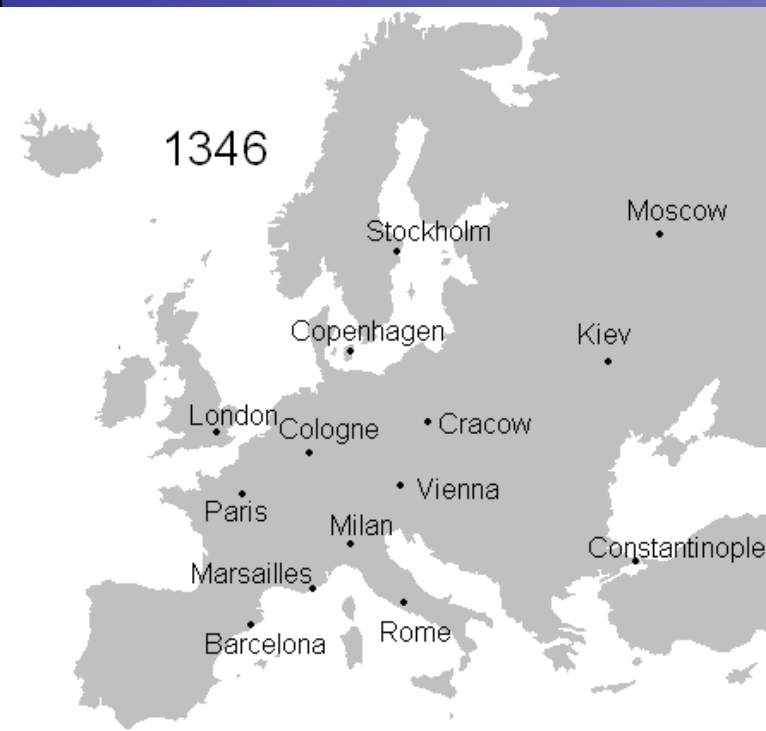 1346
Moscow
Stockholm
Copenhagen
Kiev
London
Cologne
Cracow
Vienna
Paris
Milan
Constantinople
Marsailles
Rome
Barcelona